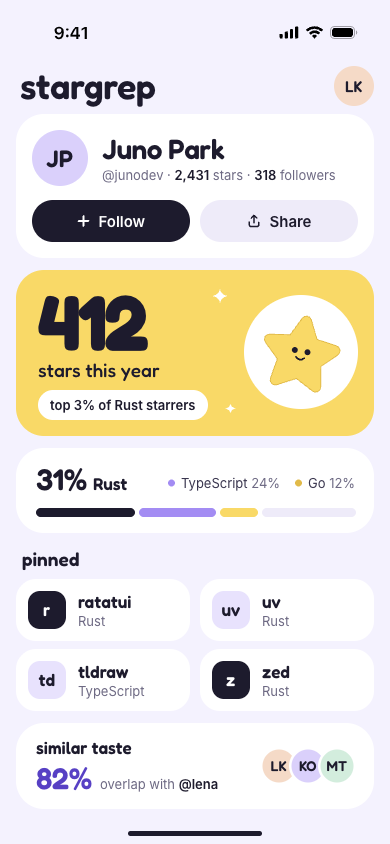 9:41
stargrep
LK
JP
Juno Park
@junodev · 2,431 stars · 318 followers
Follow
Share
412
stars this year
top 3% of Rust starrers
31% Rust
TypeScript 24%
Go 12%
pinned
r
ratatui
Rust
uv
uv
Rust
td
tldraw
TypeScript
z
zed
Rust
similar taste
82% overlap with @lena
LK
KO
MT